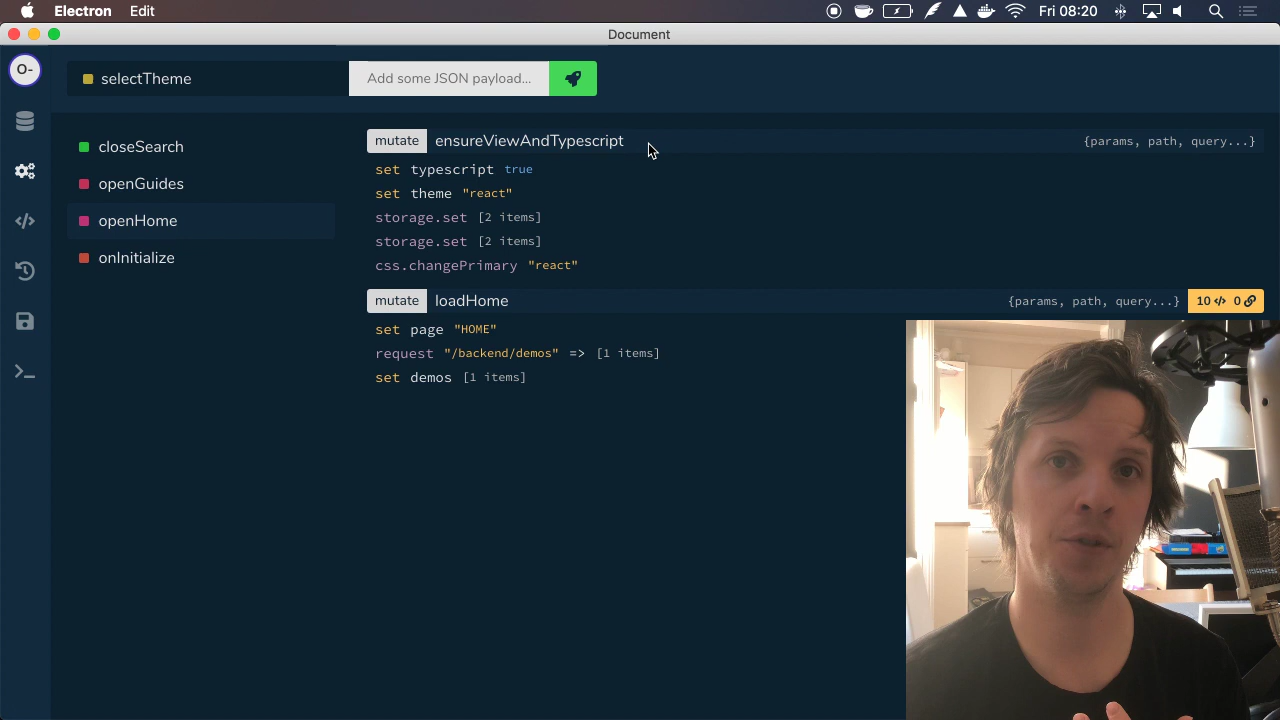 Electron Edit Fri 08:20
Document
O-
selectTheme Add some JSON payload...
closeSearch
openGuides
openHome
onInitialize
mutate ensureViewAndTypescript {params, path, query...}
set typescript true
set theme "react"
storage.set [2 items]
storage.set [2 items]
css.changePrimary "react"
mutate loadHome {params, path, query...} 10 </> 0
set page "HOME"
request "/backend/demos" => [1 items]
set demos [1 items]